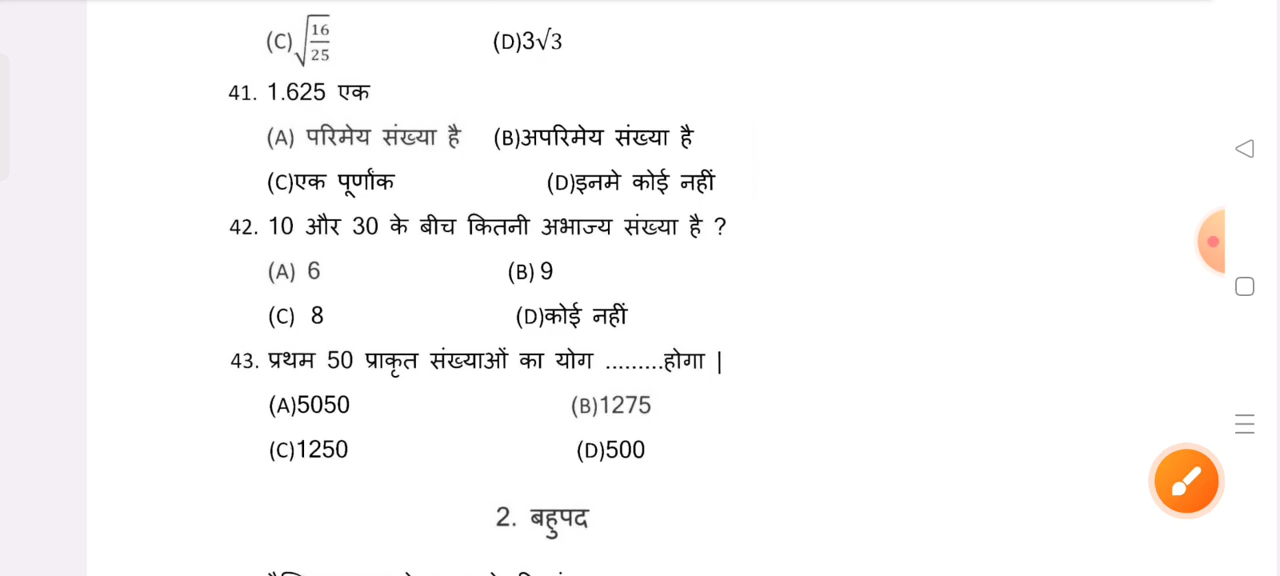 (C) √16/25 (D)3√3
41. 1.625 एक
(A) परिमेय संख्या है (B)अपरिमेय संख्या है
(C)एक पूर्णांक (D)इनमे कोई नहीं
42. 10 और 30 के बीच कितनी अभाज्य संख्या है ?
(A) 6 (B) 9
(C) 8 (D)कोई नहीं
43. प्रथम 50 प्राकृत संख्याओं का योग .........होगा |
(A)5050 (B)1275
(C)1250 (D)500
2. बहुपद